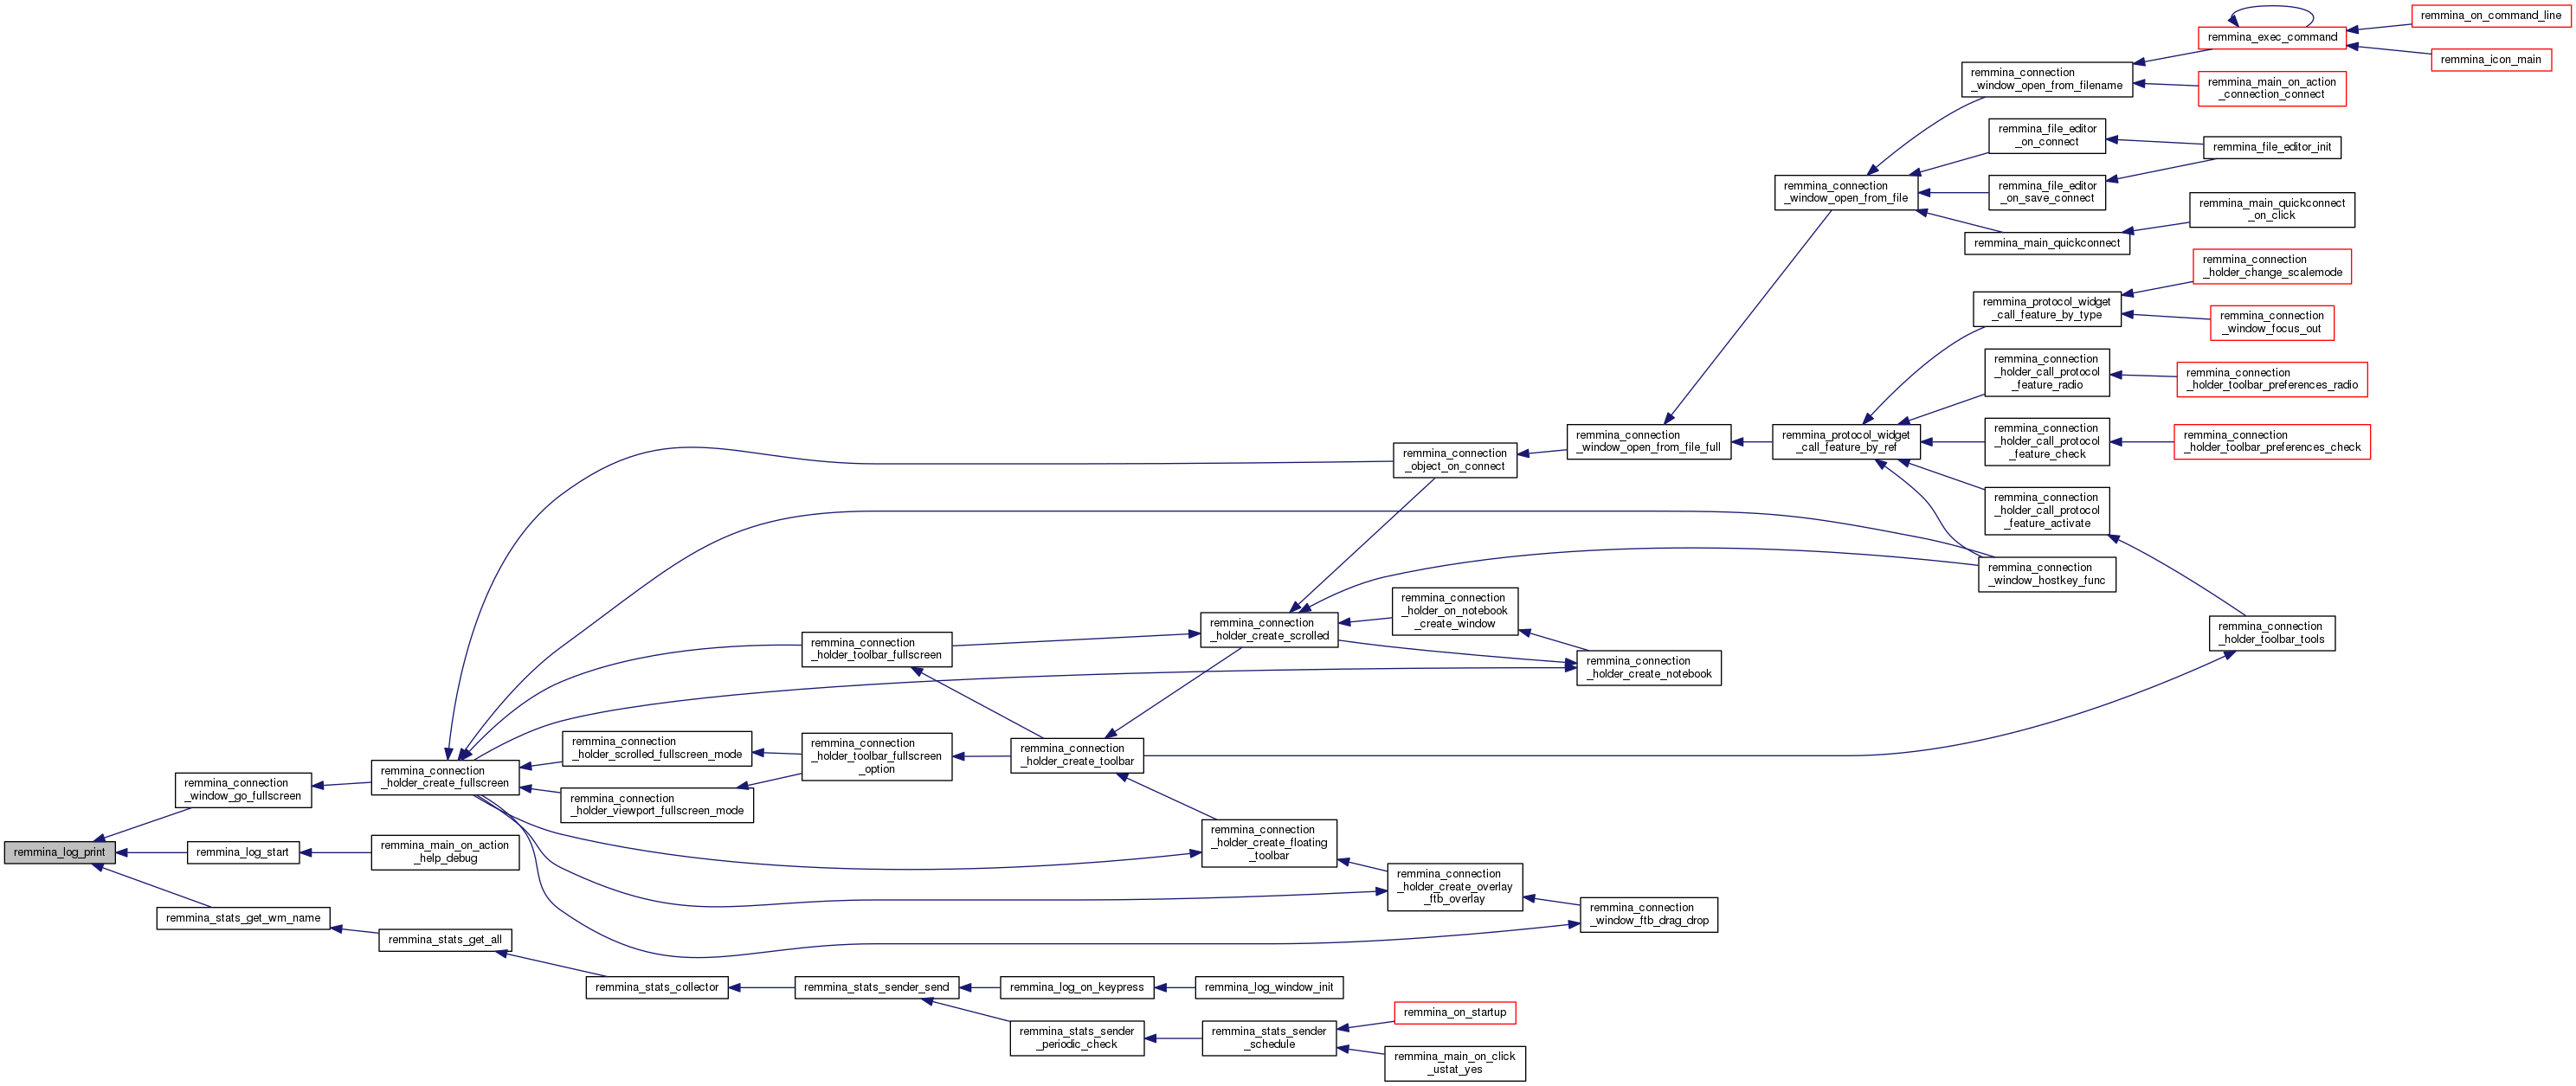 remmina_on_command_line
remmina_exec_command
remmina_icon_main
remmina_connection
_window_open_from_filename
remmina_main_on_action
_connection_connect
remmina_file_editor
_on_connect
remmina_file_editor_init
remmina_connection
_window_open_from_file
remmina_file_editor
_on_save_connect
remmina_main_quickconnect
_on_click
remmina_main_quickconnect
remmina_connection
_holder_change_scalemode
remmina_protocol_widget
_call_feature_by_type
remmina_connection
_window_focus_out
remmina_connection
_holder_call_protocol
_feature_radio
remmina_connection
_holder_toolbar_preferences_radio
remmina_connection
_object_on_connect
remmina_connection
_window_open_from_file_full
remmina_protocol_widget
_call_feature_by_ref
remmina_connection
_holder_call_protocol
_feature_check
remmina_connection
_holder_toolbar_preferences_check
remmina_connection
_holder_call_protocol
_feature_activate
remmina_connection
_window_hostkey_func
remmina_connection
_holder_toolbar_fullscreen
remmina_connection
_holder_create_scrolled
remmina_connection
_holder_on_notebook
_create_window
remmina_connection
_holder_create_notebook
remmina_connection
_holder_toolbar_tools
remmina_connection
_window_go_fullscreen
remmina_connection
_holder_create_fullscreen
remmina_connection
_holder_scrolled_fullscreen_mode
remmina_connection
_holder_viewport_fullscreen_mode
remmina_connection
_holder_toolbar_fullscreen
_option
remmina_connection
_holder_create_toolbar
remmina_log_print
remmina_log_start
remmina_main_on_action
_help_debug
remmina_connection
_holder_create_floating
_toolbar
remmina_connection
_holder_create_overlay
_ftb_overlay
remmina_connection
_window_ftb_drag_drop
remmina_stats_get_wm_name
remmina_stats_get_all
remmina_stats_collector
remmina_stats_sender_send
remmina_log_on_keypress
remmina_log_window_init
remmina_stats_sender
_periodic_check
remmina_stats_sender
_schedule
remmina_on_startup
remmina_main_on_click
_ustat_yes